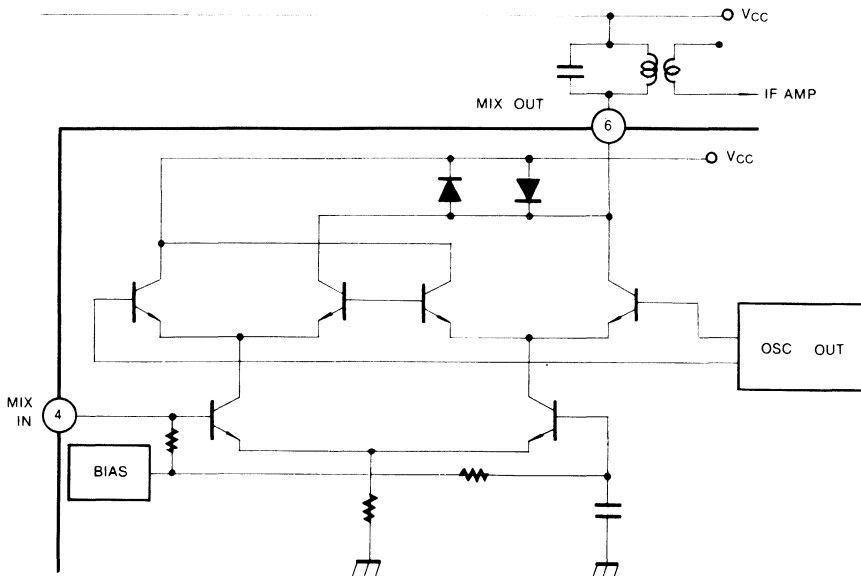 VCC
MIX OUT
IF AMP
6
VCC
OSC OUT
MIX
IN
4
BIAS